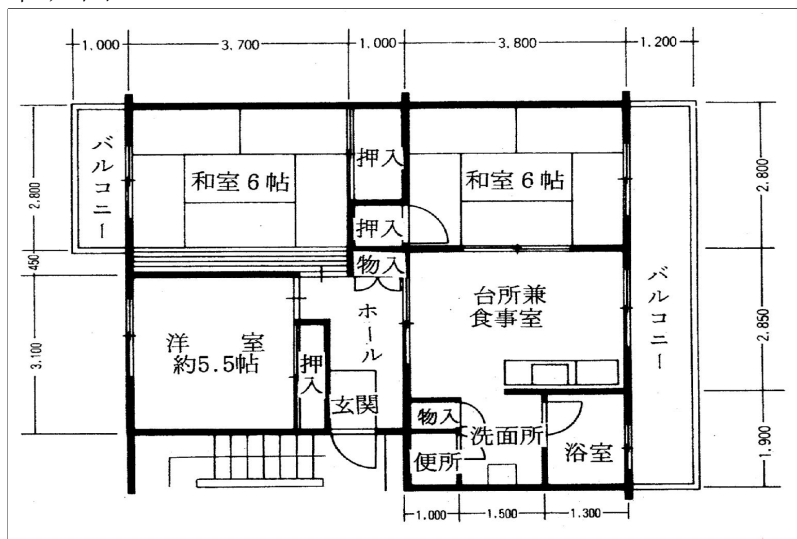 1.000
3.700
1.000
3.800
1.200
バルコニー
2.800
450
3.100
和室6帖
押入
押入
和室6帖
2.800
2.850
1.900
物入
ホール
台所兼
食事室
バルコニー
洋 室
約5.5帖
押入
玄関
物入
洗面所
便所
浴室
1.000
1.500
1.300